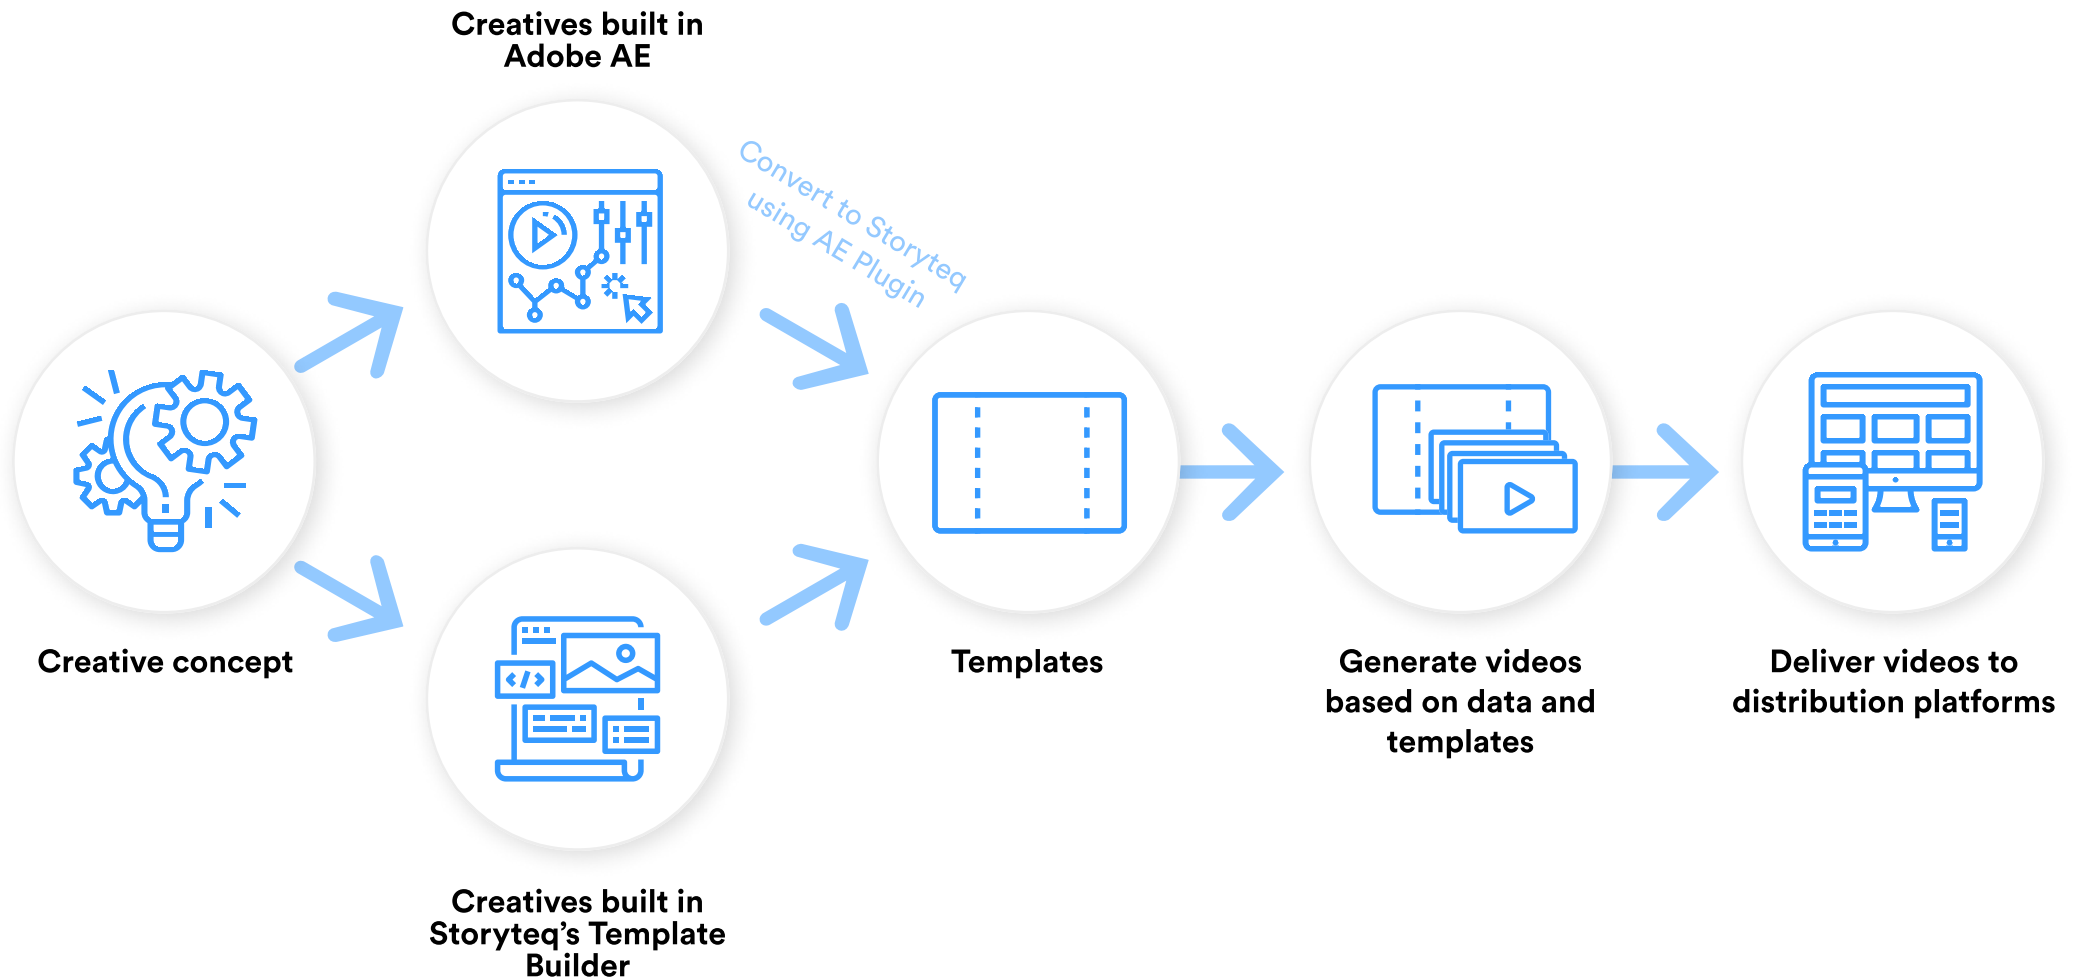 Creatives built in
Adobe AE
Convert to Storyteq
using AE Plugin
Creative concept
Creatives built in
Storyteq’s Template
Builder
Templates
Generate videos
based on data and
templates
Deliver videos to
distribution platforms